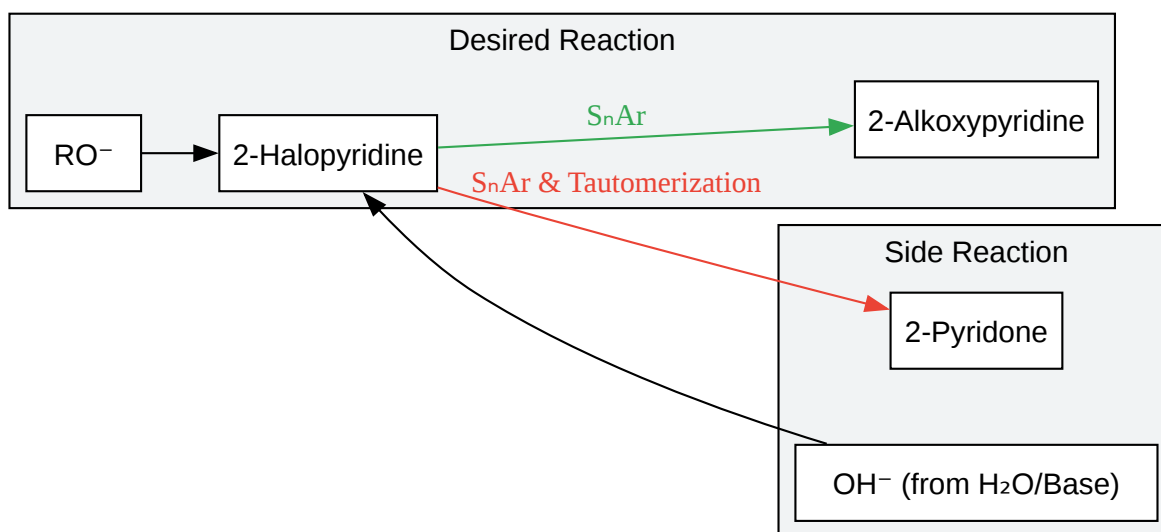 Desired Reaction
RO⁻
2-Halopyridine
SₙAr
2-Alkoxypyridine
SₙAr & Tautomerization
Side Reaction
2-Pyridone
OH⁻ (from H₂O/Base)